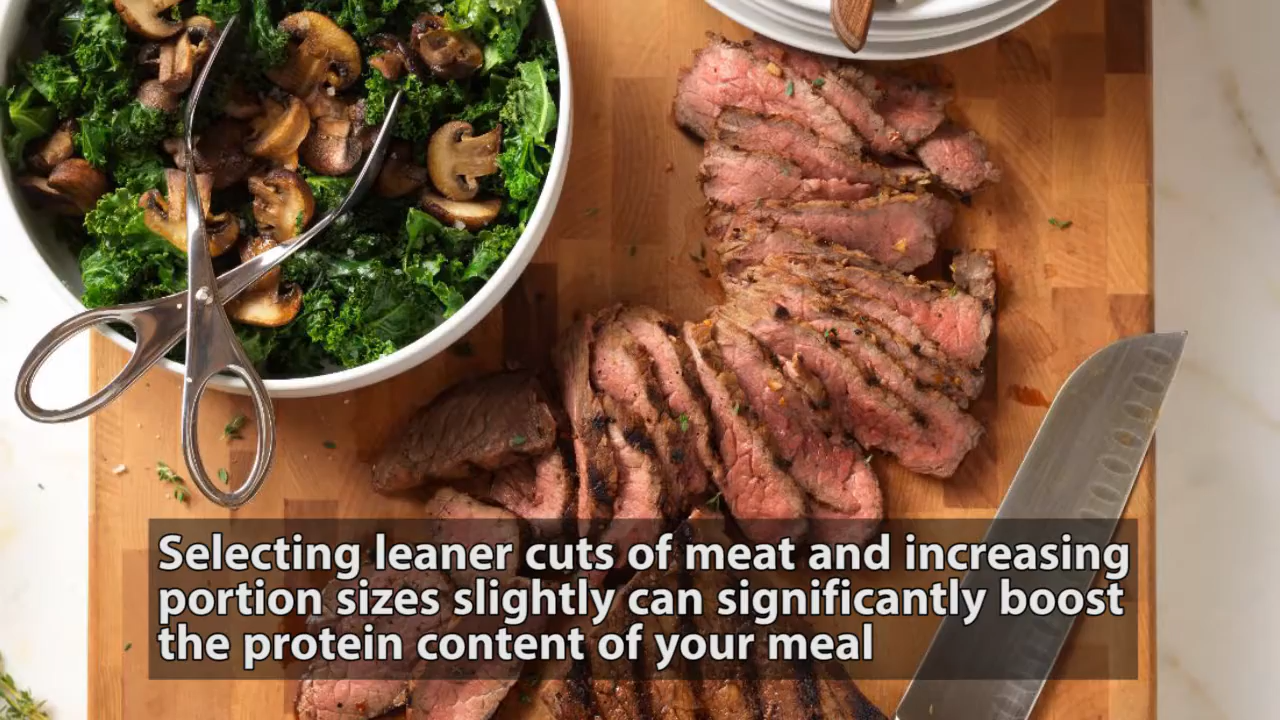 Selecting leaner cuts of meat and increasing
portion sizes slightly can significantly boost
the protein content of your meal